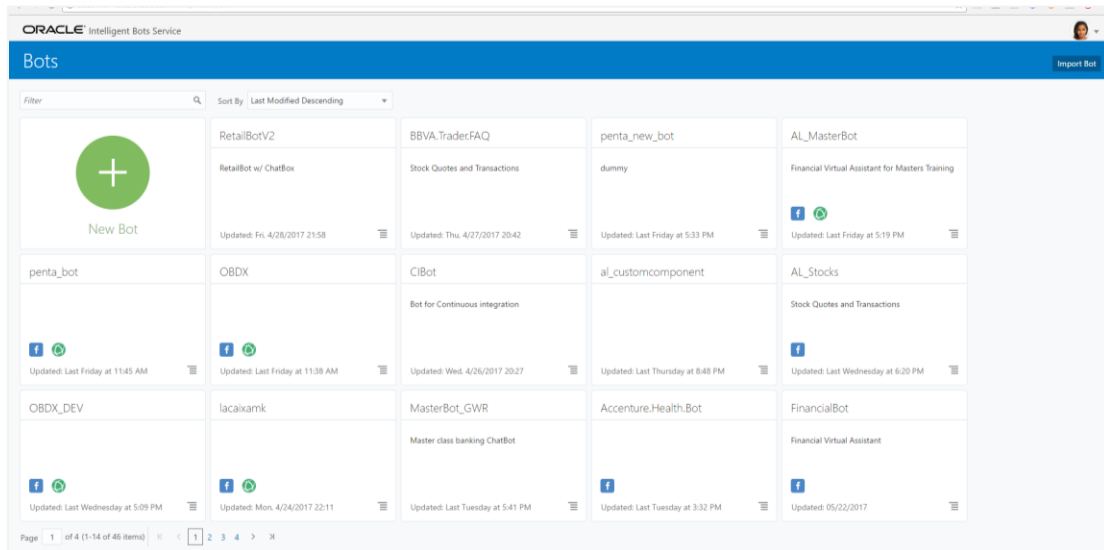 ORACLE Intelligent Bots Service
Bots
Import Bot
Filter
Sort By Last Modified Descending
New Bot
RetailBotV2
RetailBot w/ ChatBox
Updated: Fri, 4/28/2017 21:58
BBVA.Trader.FAQ
Stock Quotes and Transactions
Updated: Thu, 4/27/2017 20:42
penta_new_bot
dummy
Updated: Last Friday at 5:33 PM
AL_MasterBot
Financial Virtual Assistant for Masters Training
Updated: Last Friday at 5:19 PM
penta_bot
Updated: Last Friday at 11:45 AM
OBDX
Updated: Last Friday at 11:38 AM
CIBot
Bot for Continuous integration
Updated: Wed, 4/26/2017 20:27
al_customcomponent
Updated: Last Thursday at 8:48 PM
AL_Stocks
Stock Quotes and Transactions
Updated: Last Wednesday at 6:20 PM
OBDX_DEV
Updated: Last Wednesday at 5:09 PM
lacaixamk
Updated: Mon, 4/24/2017 22:11
MasterBot_GWR
Master class banking ChatBot
Updated: Last Tuesday at 5:41 PM
Accenture.Health.Bot
Updated: Last Tuesday at 3:32 PM
FinancialBot
Financial Virtual Assistant
Updated: 05/22/2017
Page 1 of 4 (1-14 of 46 items) 1 2 3 4